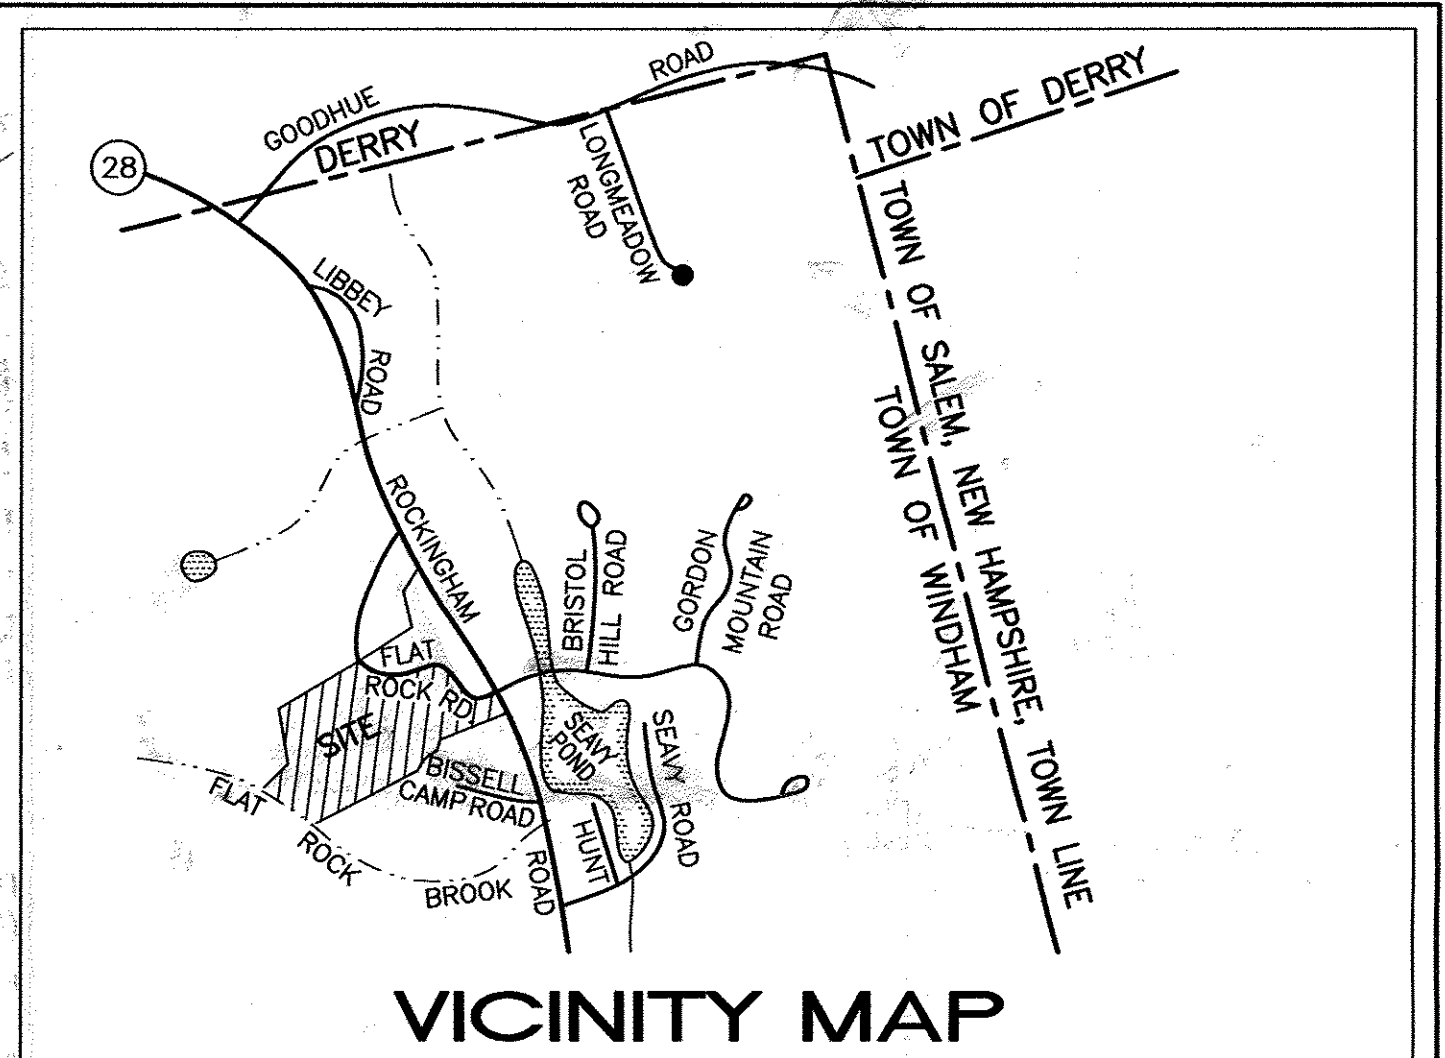 GOODHUE
ROAD
DERRY
TOWN OF DERRY
28
LONGMEADOW
ROAD
LIBBEY
ROAD
TOWN OF SALEM, NEW HAMPSHIRE, TOWN LINE
TOWN OF WINDHAM
ROCKINGHAM
BRISTOL
HILL ROAD
GORDON
MOUNTAIN
ROAD
FLAT
ROCK RD
SITE
SEAVY
POND
SEAVY
ROAD
BISSELL
CAMP ROAD
FLAT
ROCK
BROOK
HUNT
ROAD
VICINITY MAP